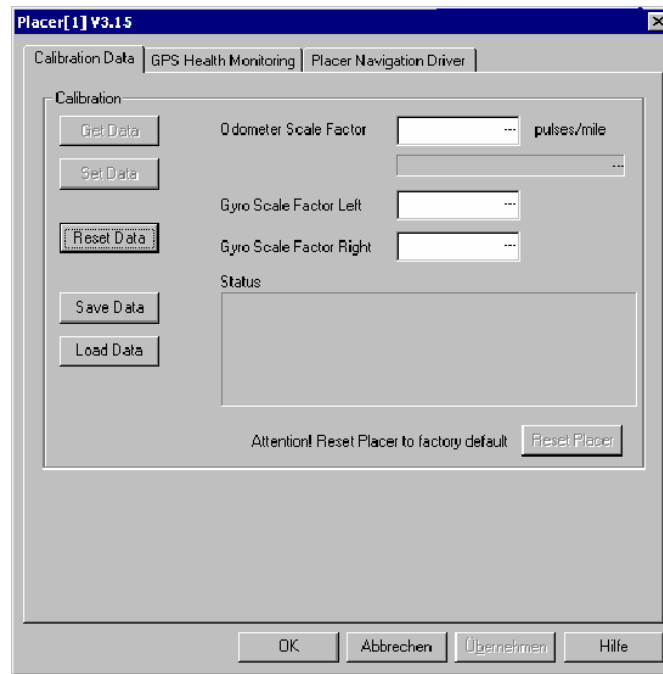 Placer[1] V3.15
Calibration Data GPS Health Monitoring Placer Navigation Driver
Calibration
Get Data Odometer Scale Factor --- pulses/mile
Set Data ---
Gyro Scale Factor Left ---
Reset Data Gyro Scale Factor Right ---
Status
Save Data
Load Data
Attention! Reset Placer to factory default Reset Placer
OK Abbrechen Übernehmen Hilfe